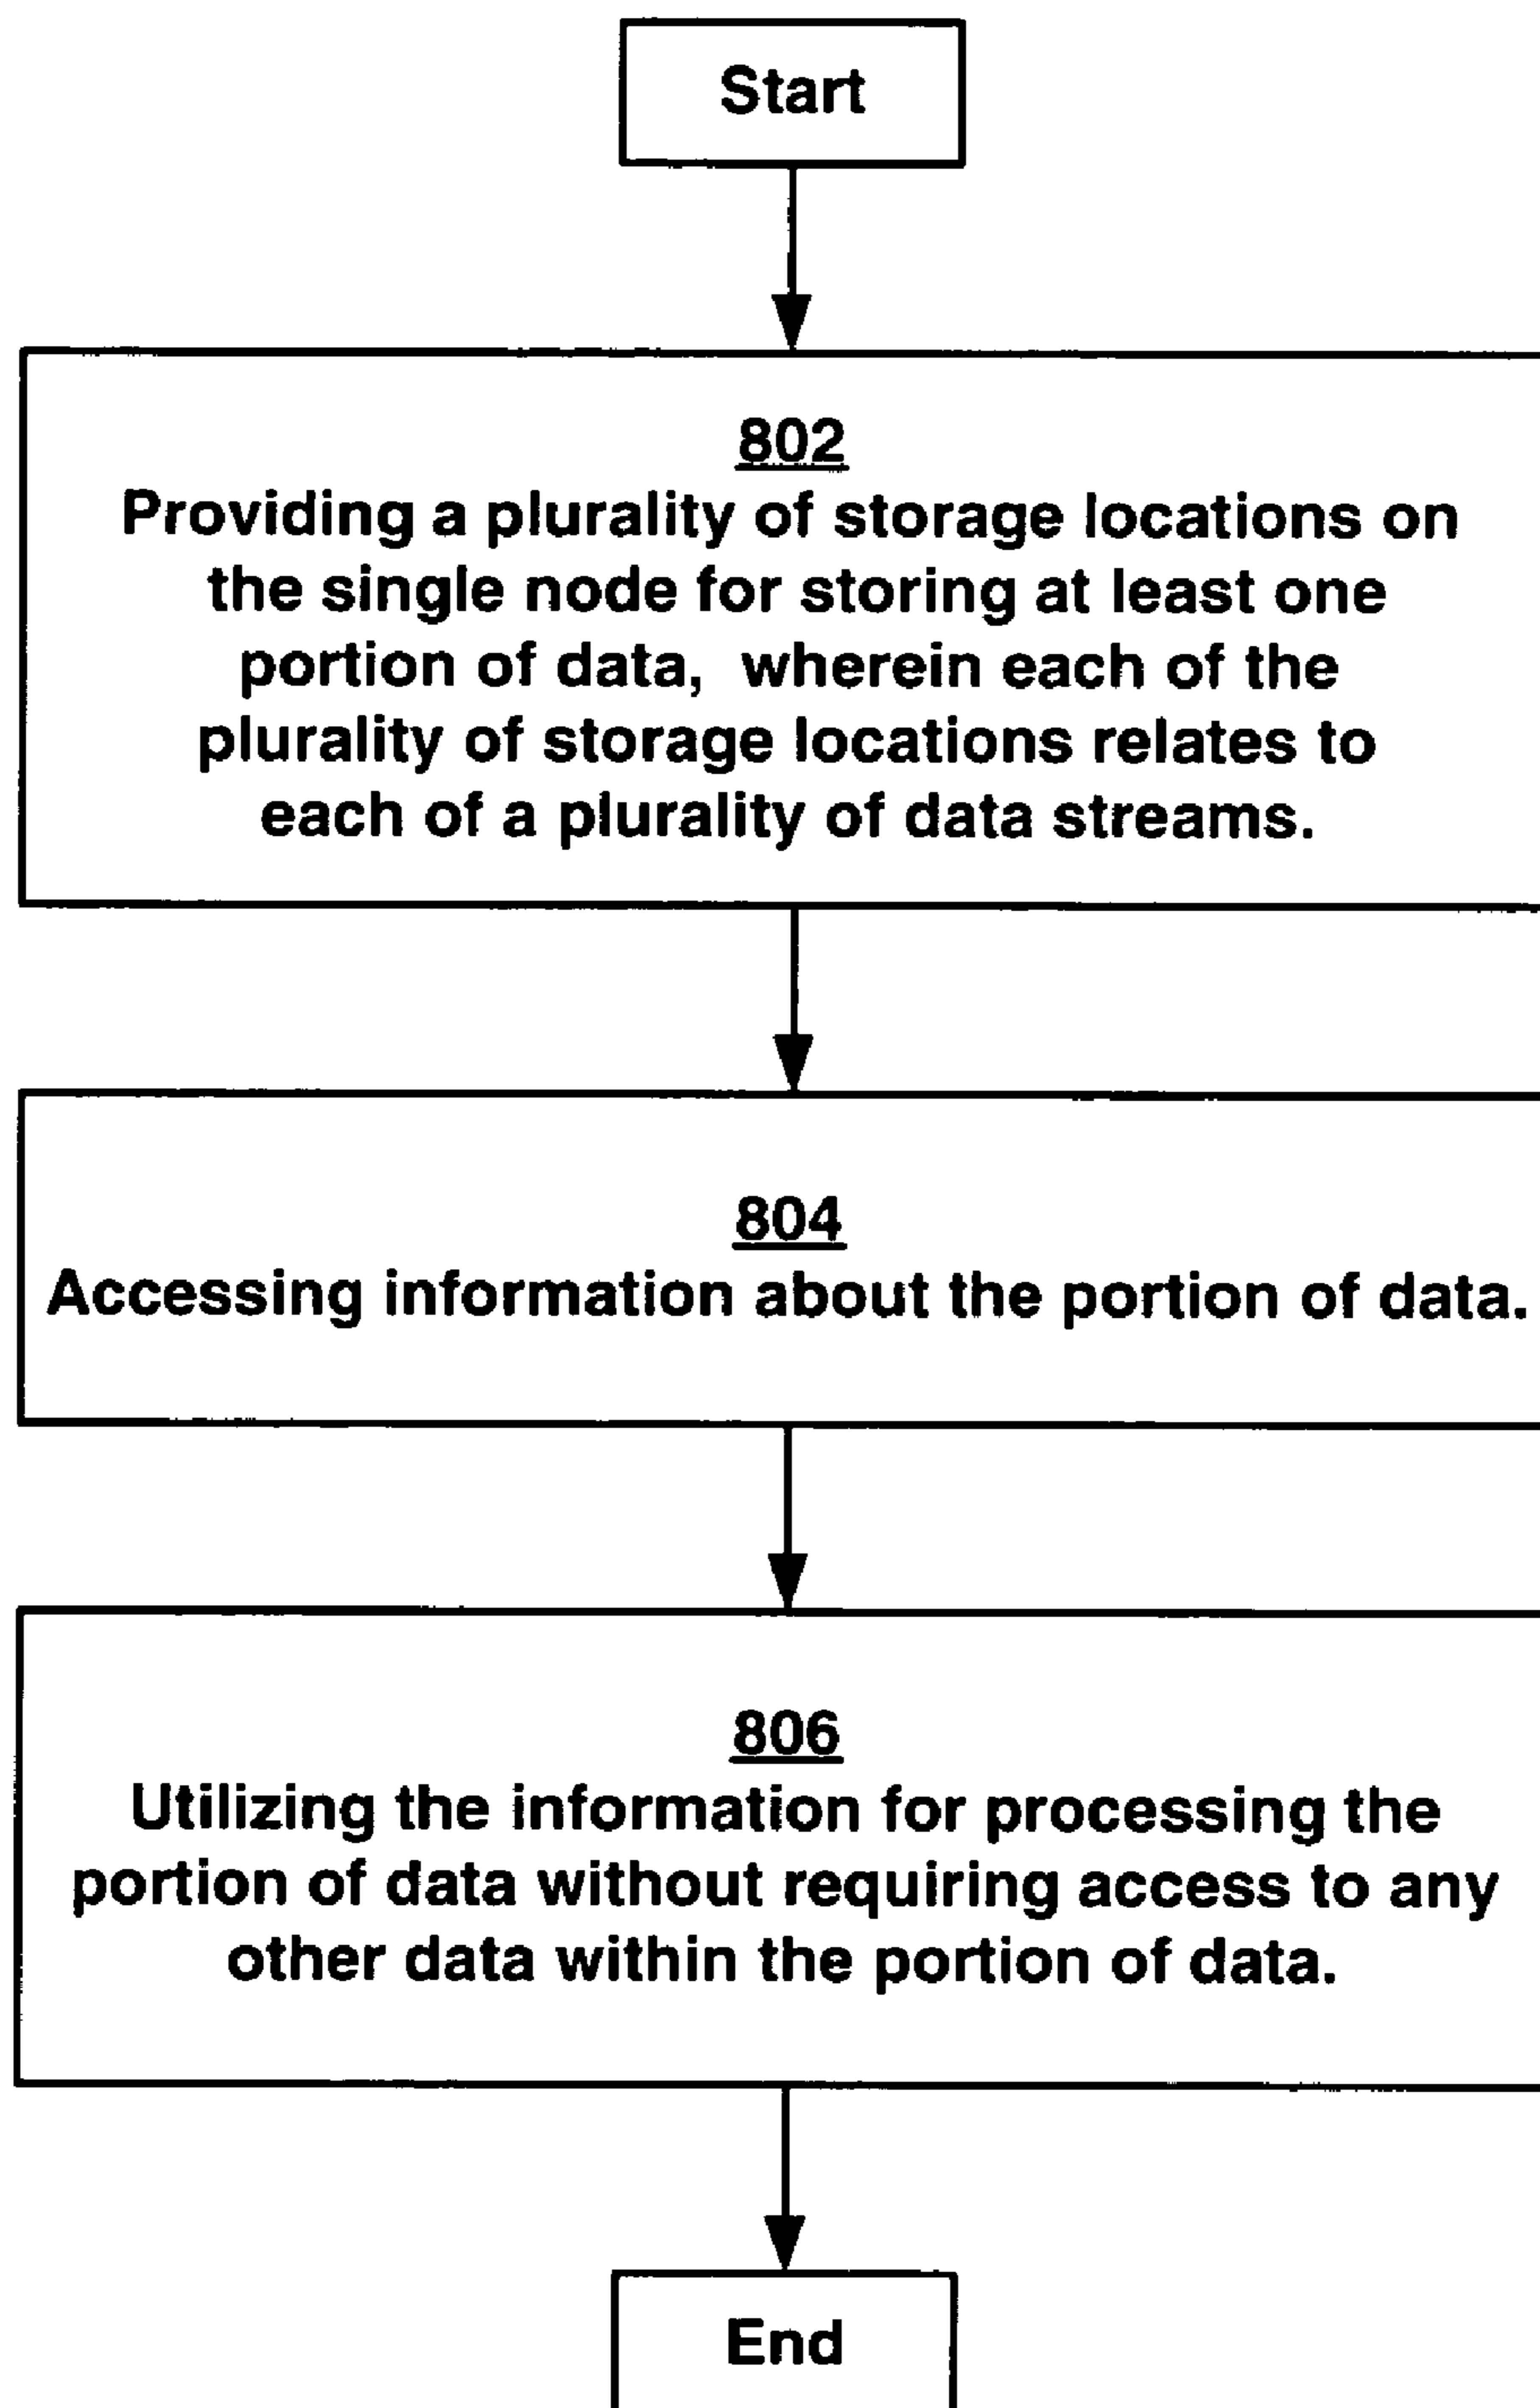 Start
802
Providing a plurality of storage locations on
the single node for storing at least one
portion of data, wherein each of the
plurality of storage locations relates to
each of a plurality of data streams.
804
Accessing information about the portion of data.
806
Utilizing the information for processing the
portion of data without requiring access to any
other data within the portion of data.
End